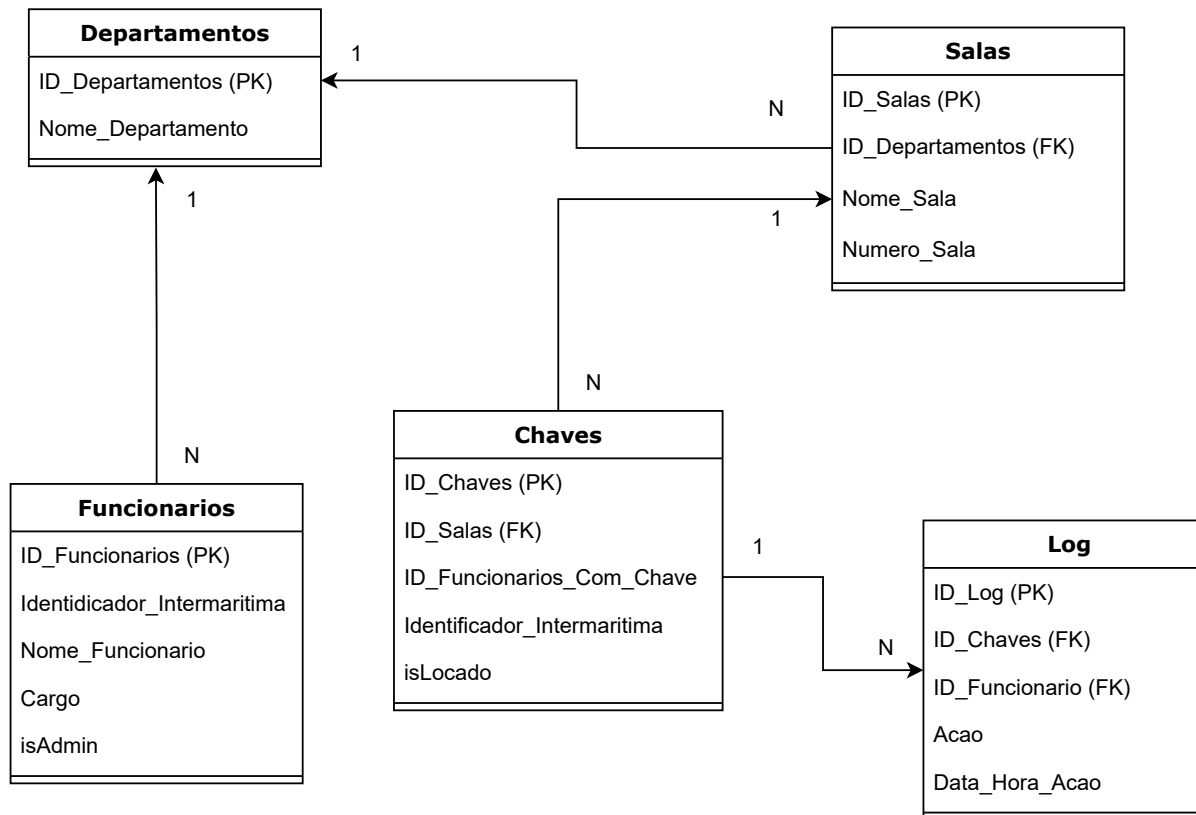 Departamentos
ID_Departamentos (PK)
Nome_Departamento
1
1
N
Salas
ID_Salas (PK)
ID_Departamentos (FK)
Nome_Sala
Numero_Sala
1
N
N
Funcionarios
ID_Funcionarios (PK)
Identidicador_Intermaritima
Nome_Funcionario
Cargo
isAdmin
Chaves
ID_Chaves (PK)
ID_Salas (FK)
ID_Funcionarios_Com_Chave
Identificador_Intermaritima
isLocado
1
N
Log
ID_Log (PK)
ID_Chaves (FK)
ID_Funcionario (FK)
Acao
Data_Hora_Acao